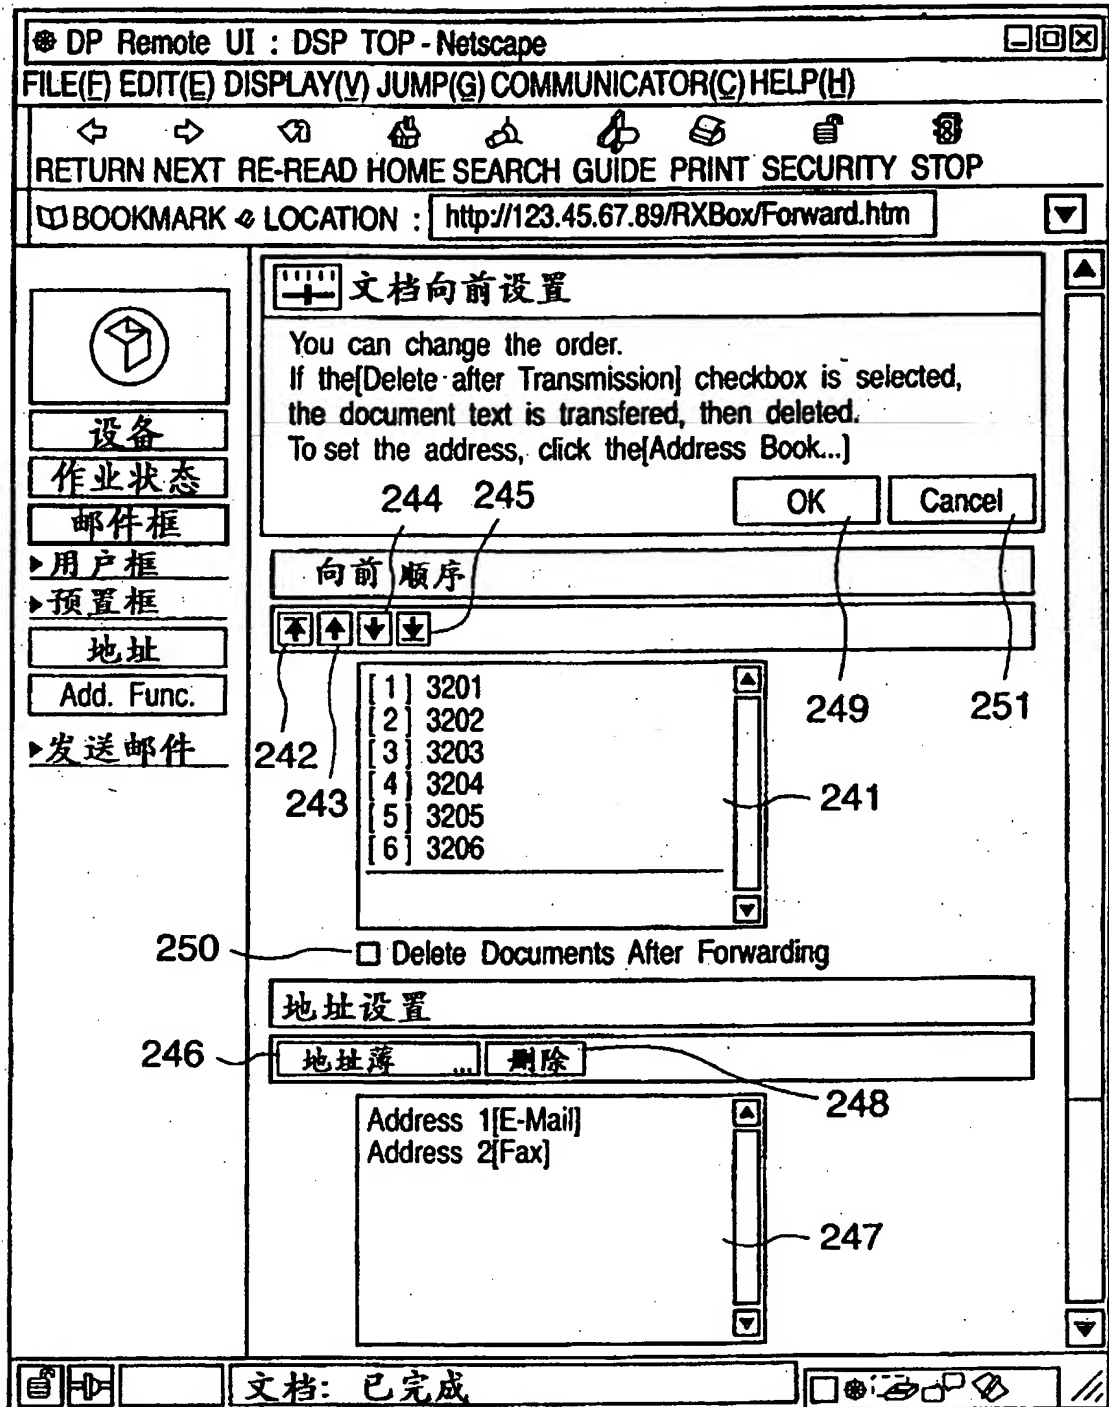 DP Remote UI : DSP TOP - Netscape
FILE(F) EDIT(E) DISPLAY(V) JUMP(G) COMMUNICATOR(C) HELP(H)
RETURN NEXT RE-READ HOME SEARCH GUIDE PRINT SECURITY STOP
BOOKMARK LOCATION : http://123.45.67.89/RXBox/Forward.htm
文档向前设置
You can change the order.
If the[Delete after Transmission] checkbox is selected,
the document text is transfered, then deleted.
To set the address, click the[Address Book...]
OK Cancel
设备
作业状态
邮件框
▸用户框
▸预置框
地址
Add. Func.
▸发送邮件
244 245
向前 顺序
242
243
249
251
[1] 3201
[2] 3202
[3] 3203
[4] 3204
[5] 3205
[6] 3206
241
250 Delete Documents After Forwarding
地址设置
246 地址薄 ... 删除
248
Address 1[E-Mail]
Address 2[Fax]
247
文档: 已完成